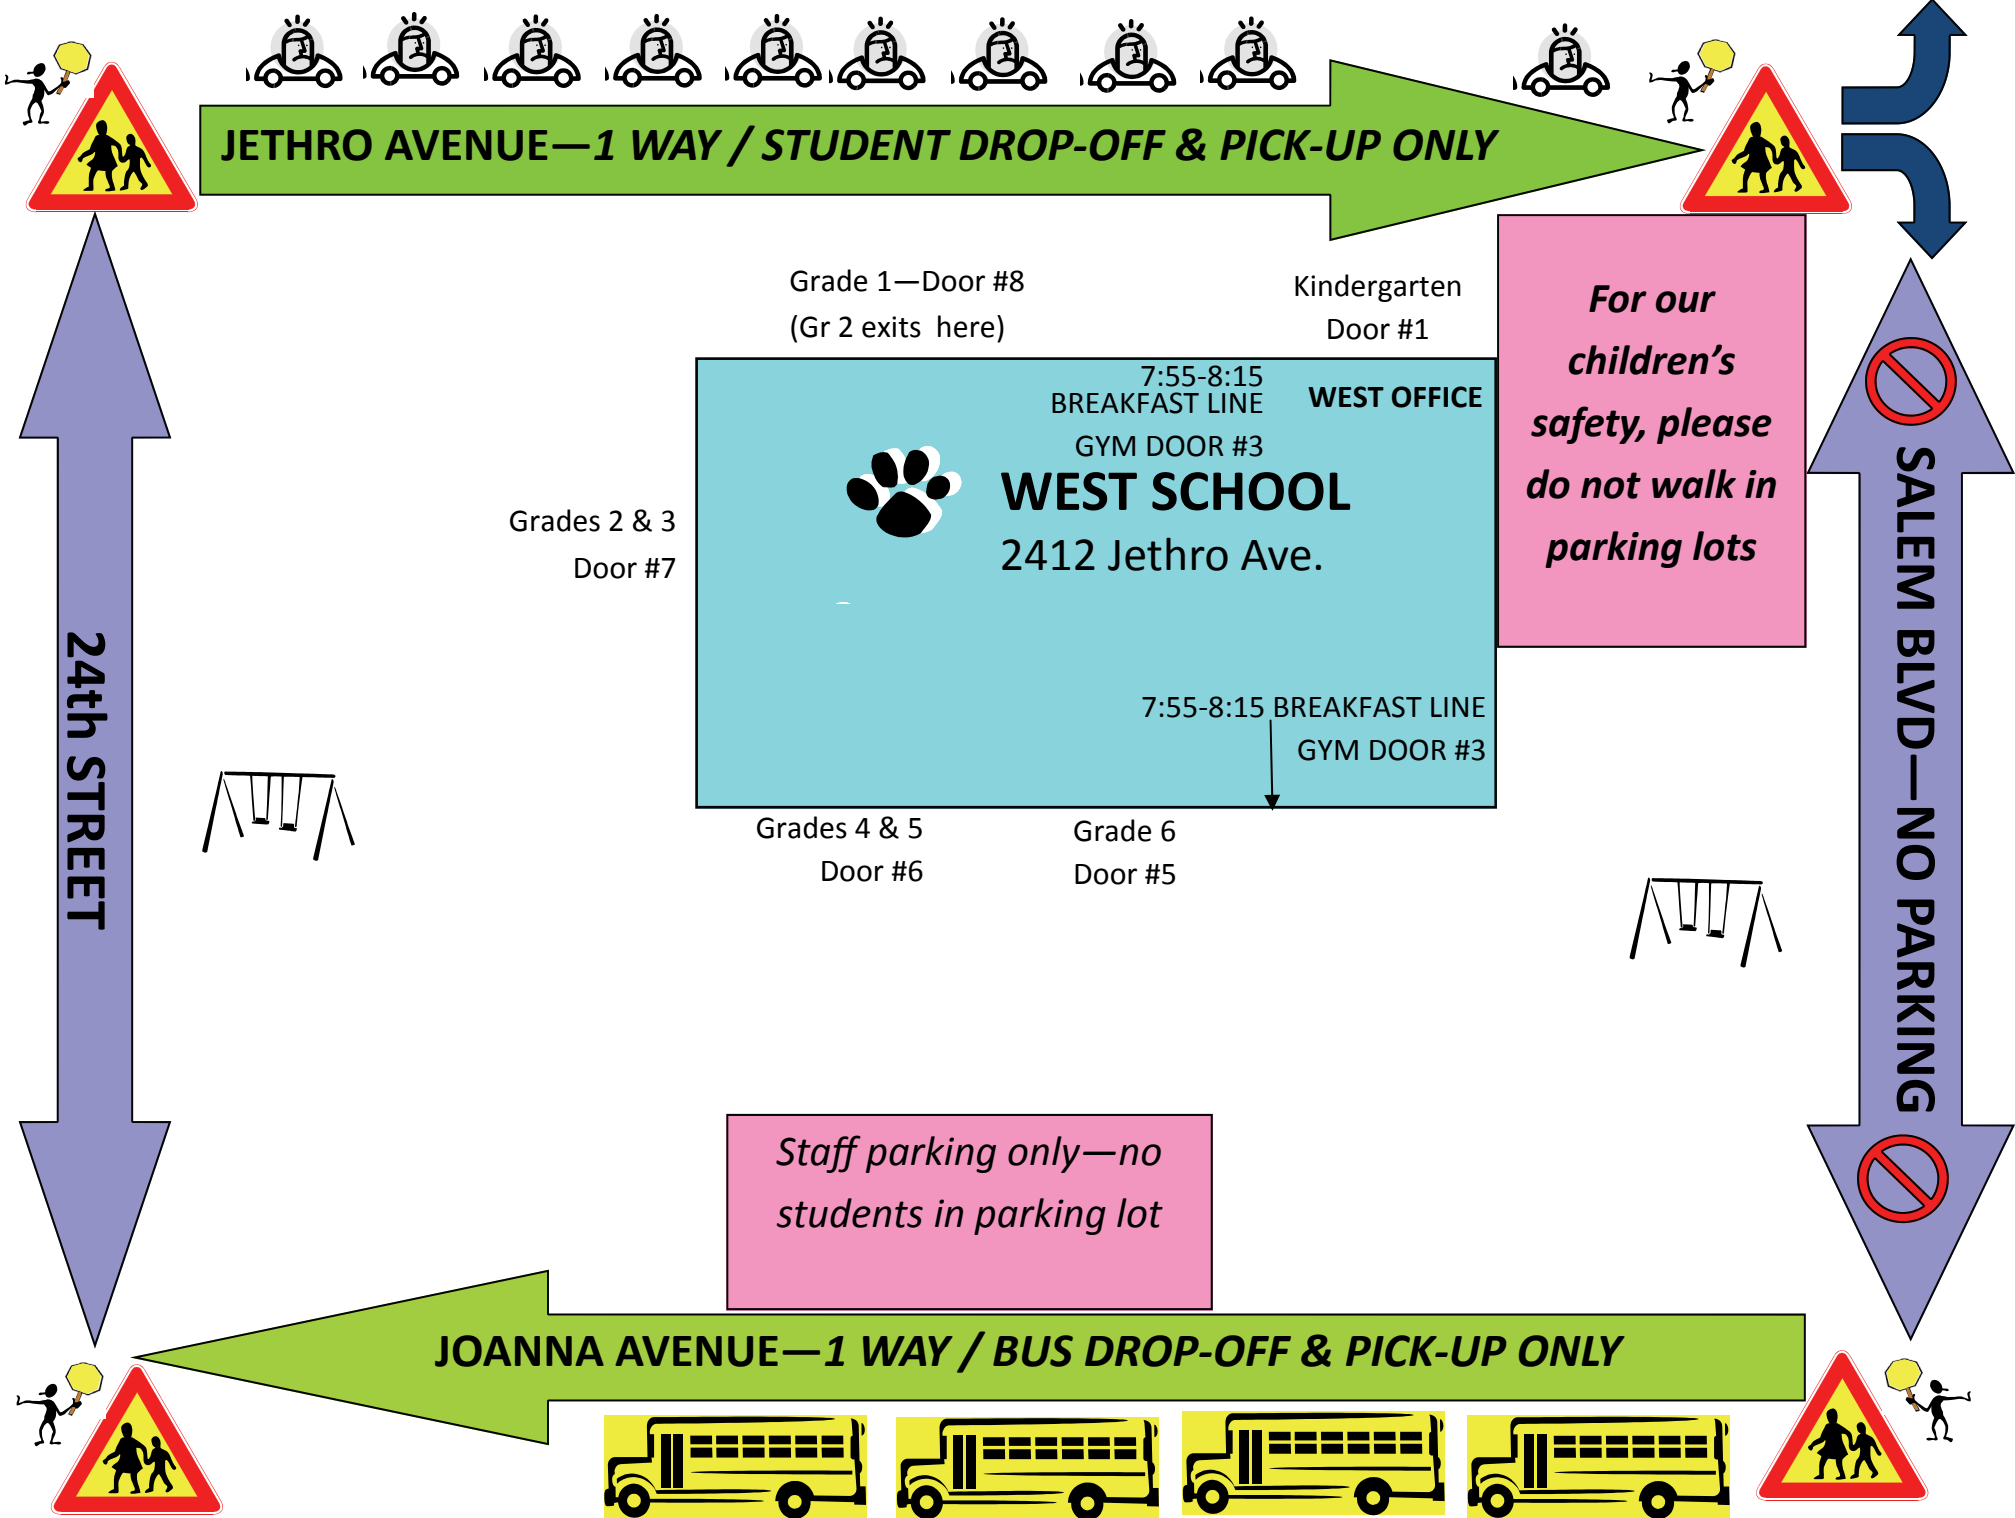 JETHRO AVENUE—1 WAY / STUDENT DROP-OFF & PICK-UP ONLY
Grade 1—Door #8
(Gr 2 exits here)
Kindergarten
Door #1
7:55-8:15
BREAKFAST LINE
GYM DOOR #3
WEST OFFICE
WEST SCHOOL
2412 Jethro Ave.
For our
children’s
safety, please
do not walk in
parking lots
Grades 2 & 3
Door #7
24th STREET
SALEM BLVD—NO PARKING
7:55-8:15 BREAKFAST LINE
GYM DOOR #3
Grades 4 & 5
Door #6
Grade 6
Door #5
Staff parking only—no
students in parking lot
JOANNA AVENUE—1 WAY / BUS DROP-OFF & PICK-UP ONLY